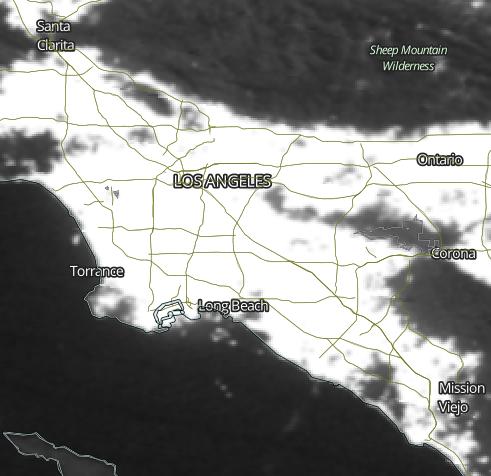 Santa
Clarita
Sheep Mountain
Wilderness
Ontario
LOS ANGELES
Corona
Torrance
Long Beach
Mission
Viejo